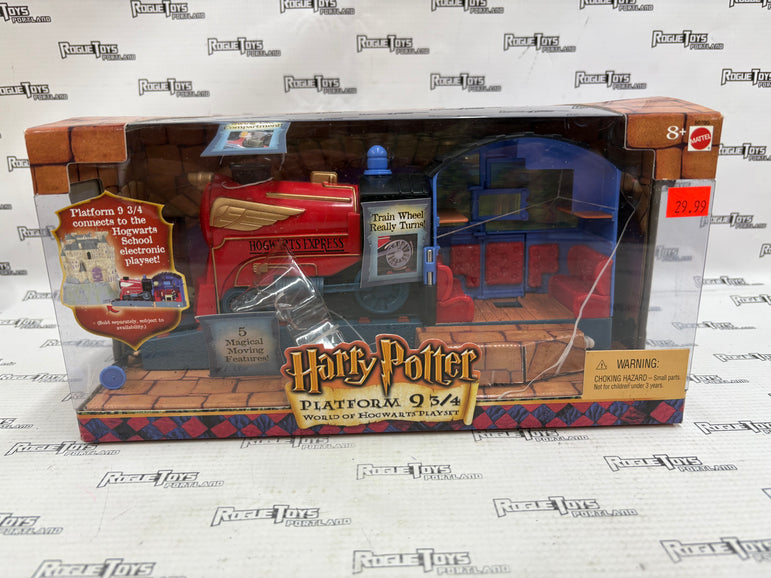 Compartment!
8+
MATTEL
29.99
Platform 9 3/4
connects to the
Hogwarts
School
electronic
playset!
(Sold separately, subject to
availability.)
Train Wheel
Really Turns!
HOGWARTS EXPRESS
5
Magical
Moving
Features!
Harry Potter
PLATFORM 9 3/4
WORLD OF HOGWARTS PLAYSET
WARNING:
CHOKING HAZARD – Small parts.
Not for children under 3 years.
ROGUE TOYS
PORTLAND